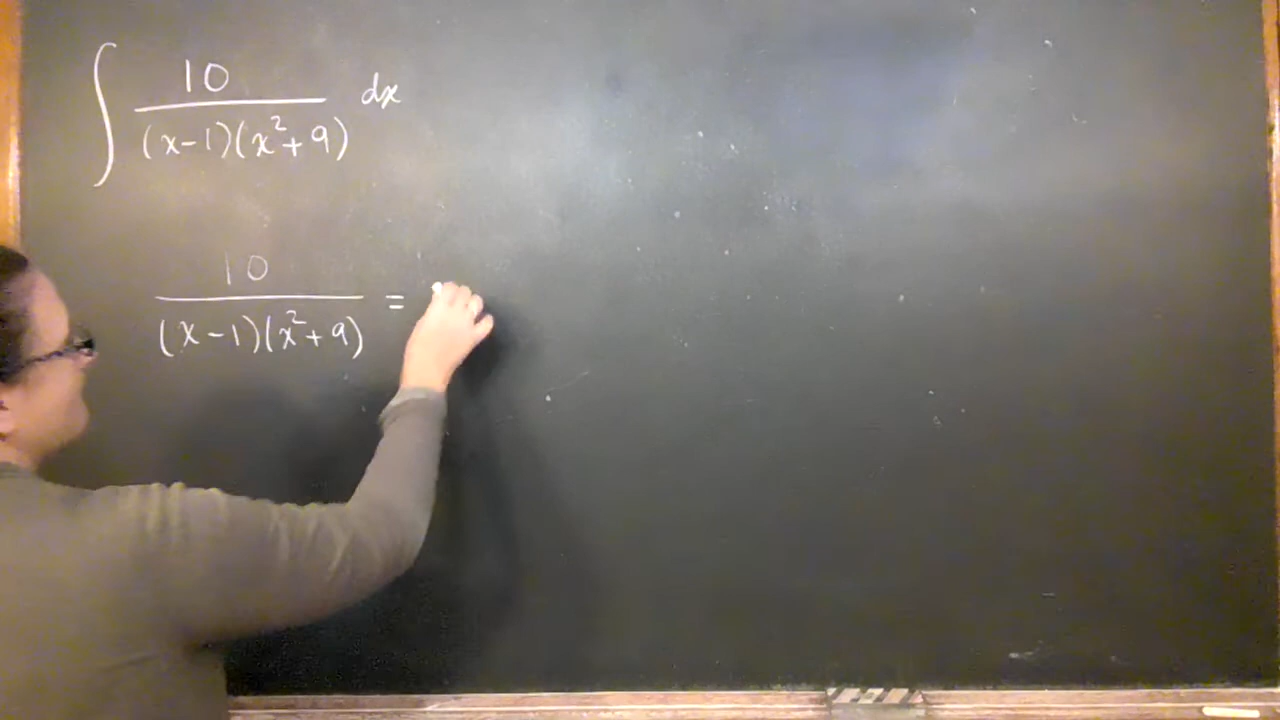 ∫ 10 / (x-1)(x²+9) dx
10 / (x-1)(x²+9) =